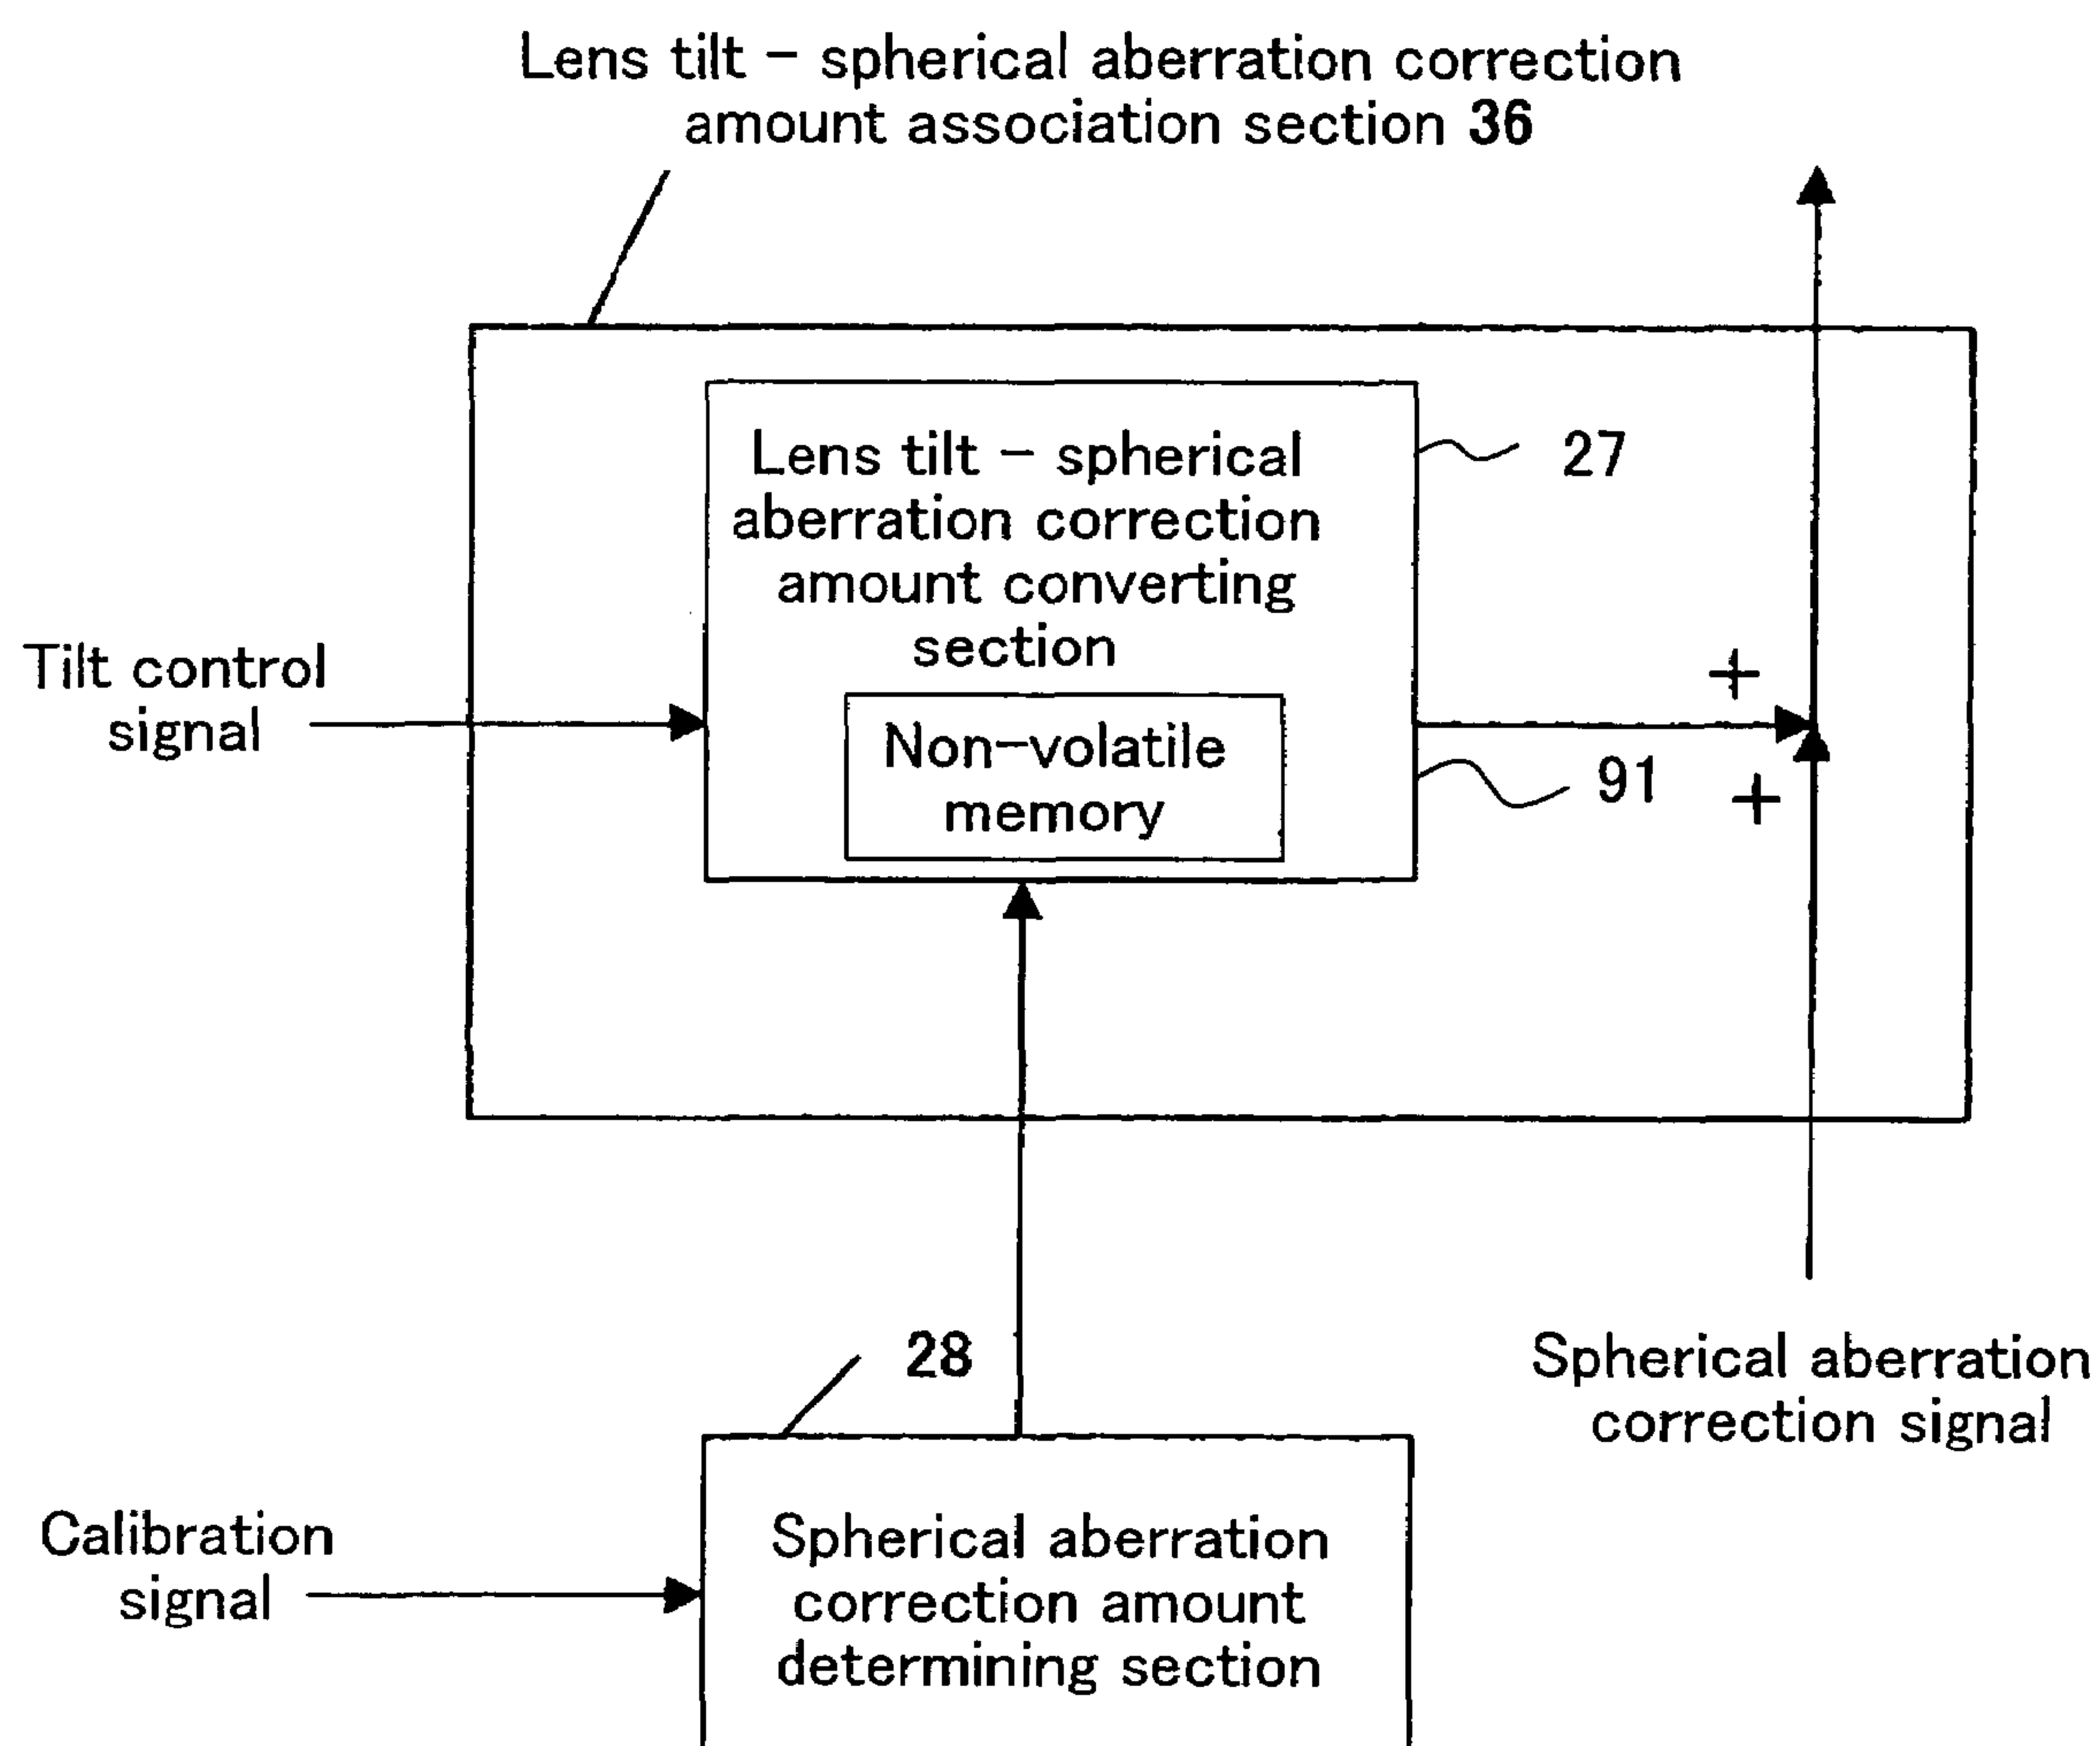 Lens tilt − spherical aberration correction
amount association section 36
Lens tilt − spherical
aberration correction
amount converting
section
27
Tilt control
signal
Non−volatile
memory
+
91
+
28
Spherical aberration
correction signal
Calibration
signal
Spherical aberration
correction amount
determining section